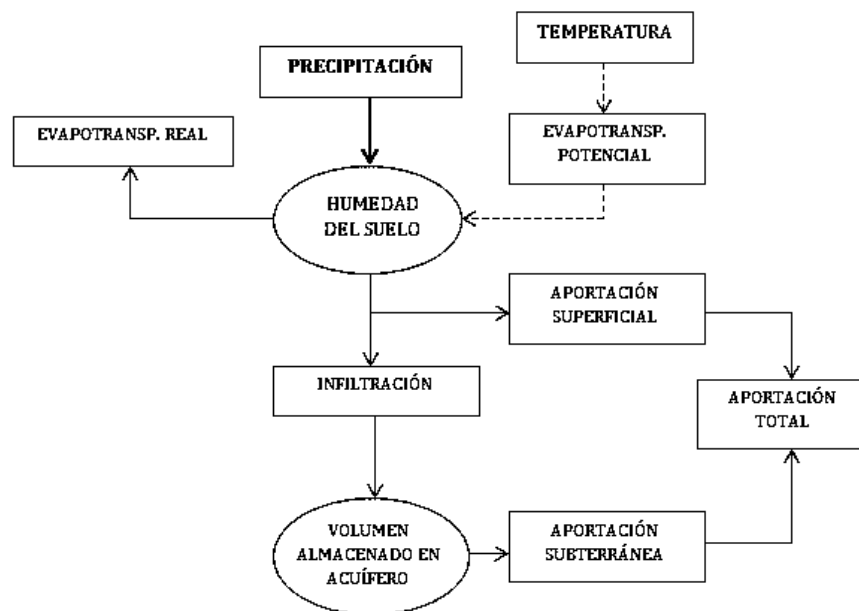 TEMPERATURA
PRECIPITACIÓN
EVAPOTRANSP. REAL
EVAPOTRANSP.
POTENCIAL
HUMEDAD
DEL SUELO
APORTACIÓN
SUPERFICIAL
INFILTRACIÓN
APORTACIÓN
TOTAL
VOLUMEN
ALMACENADO EN
ACUÍFERO
APORTACIÓN
SUBTERRÁNEA